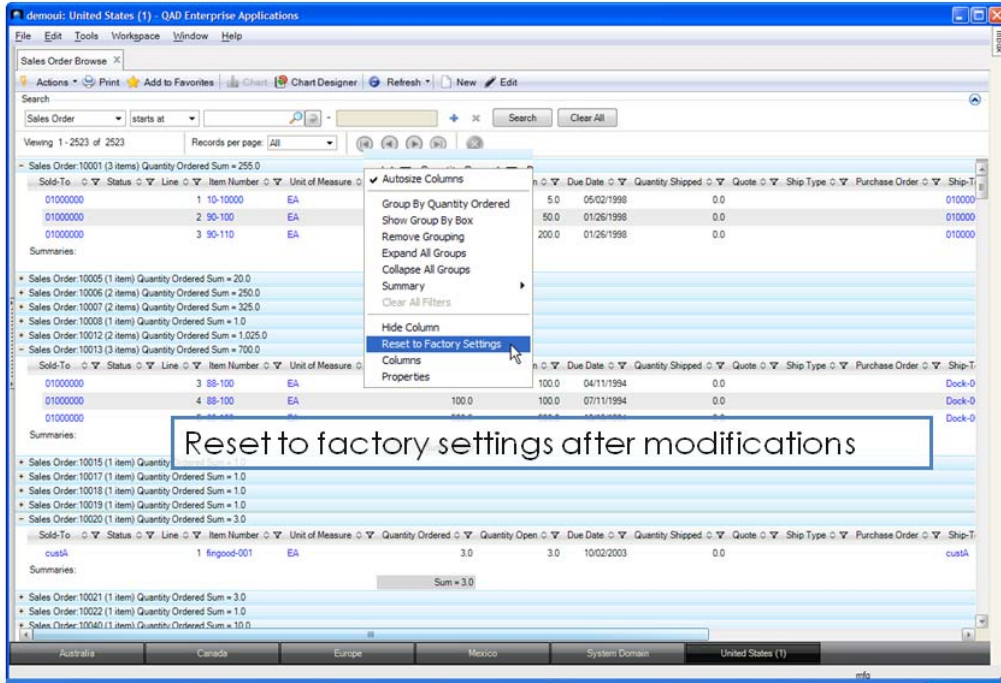 demoui: United States (1) - QAD Enterprise Applications
File Edit Tools Workspace Window Help
Inbox
Sales Order Browse
Actions Print Add to Favorites Chart Chart Designer Refresh New Edit
Search
Sales Order starts at - Search Clear All
Viewing 1 - 2523 of 2523 Records per page: All
Sales Order:10001 (3 items) Quantity Ordered Sum = 255.0
Sold-To Status Line Item Number Unit of Measure Due Date Quantity Shipped Quote Ship Type Purchase Order Ship-T
01000000 1 10-10000 EA 5.0 05/02/1998 0.0 010000
01000000 2 90-100 EA 50.0 01/26/1998 0.0 010000
01000000 3 90-110 EA 200.0 01/26/1998 0.0 010000
Summaries:
Autosize Columns
Group By Quantity Ordered
Show Group By Box
Remove Grouping
Expand All Groups
Collapse All Groups
Summary
Clear All Filters
Hide Column
Reset to Factory Settings
Columns
Properties
Sales Order:10005 (1 item) Quantity Ordered Sum = 20.0
Sales Order:10006 (2 items) Quantity Ordered Sum = 250.0
Sales Order:10007 (2 items) Quantity Ordered Sum = 325.0
Sales Order:10008 (1 item) Quantity Ordered Sum = 1.0
Sales Order:10012 (2 items) Quantity Ordered Sum = 1,025.0
Sales Order:10013 (3 items) Quantity Ordered Sum = 700.0
Sold-To Status Line Item Number Unit of Measure Due Date Quantity Shipped Quote Ship Type Purchase Order Ship-T
01000000 3 88-100 EA 100.0 04/11/1994 0.0 Dock-0
01000000 4 88-100 EA 100.0 100.0 07/11/1994 0.0 Dock-0
01000000 Dock-0
Summaries:
Reset to factory settings after modifications
Sales Order:10015 (1 item) Quantity
Sales Order:10017 (1 item) Quantity Ordered Sum = 1.0
Sales Order:10018 (1 item) Quantity Ordered Sum = 1.0
Sales Order:10019 (1 item) Quantity Ordered Sum = 1.0
Sales Order:10020 (1 item) Quantity Ordered Sum = 3.0
Sold-To Status Line Item Number Unit of Measure Quantity Ordered Quantity Open Due Date Quantity Shipped Quote Ship Type Purchase Order Ship-T
custA 1 fingood-001 EA 3.0 3.0 10/02/2003 0.0 custA
Summaries:
Sum = 3.0
Sales Order:10021 (1 item) Quantity Ordered Sum = 3.0
Sales Order:10022 (1 item) Quantity Ordered Sum = 1.0
Sales Order:10040 (1 item) Quantity Ordered Sum = 10.0
Australia Canada Europe Mexico System Domain United States (1)
mfg